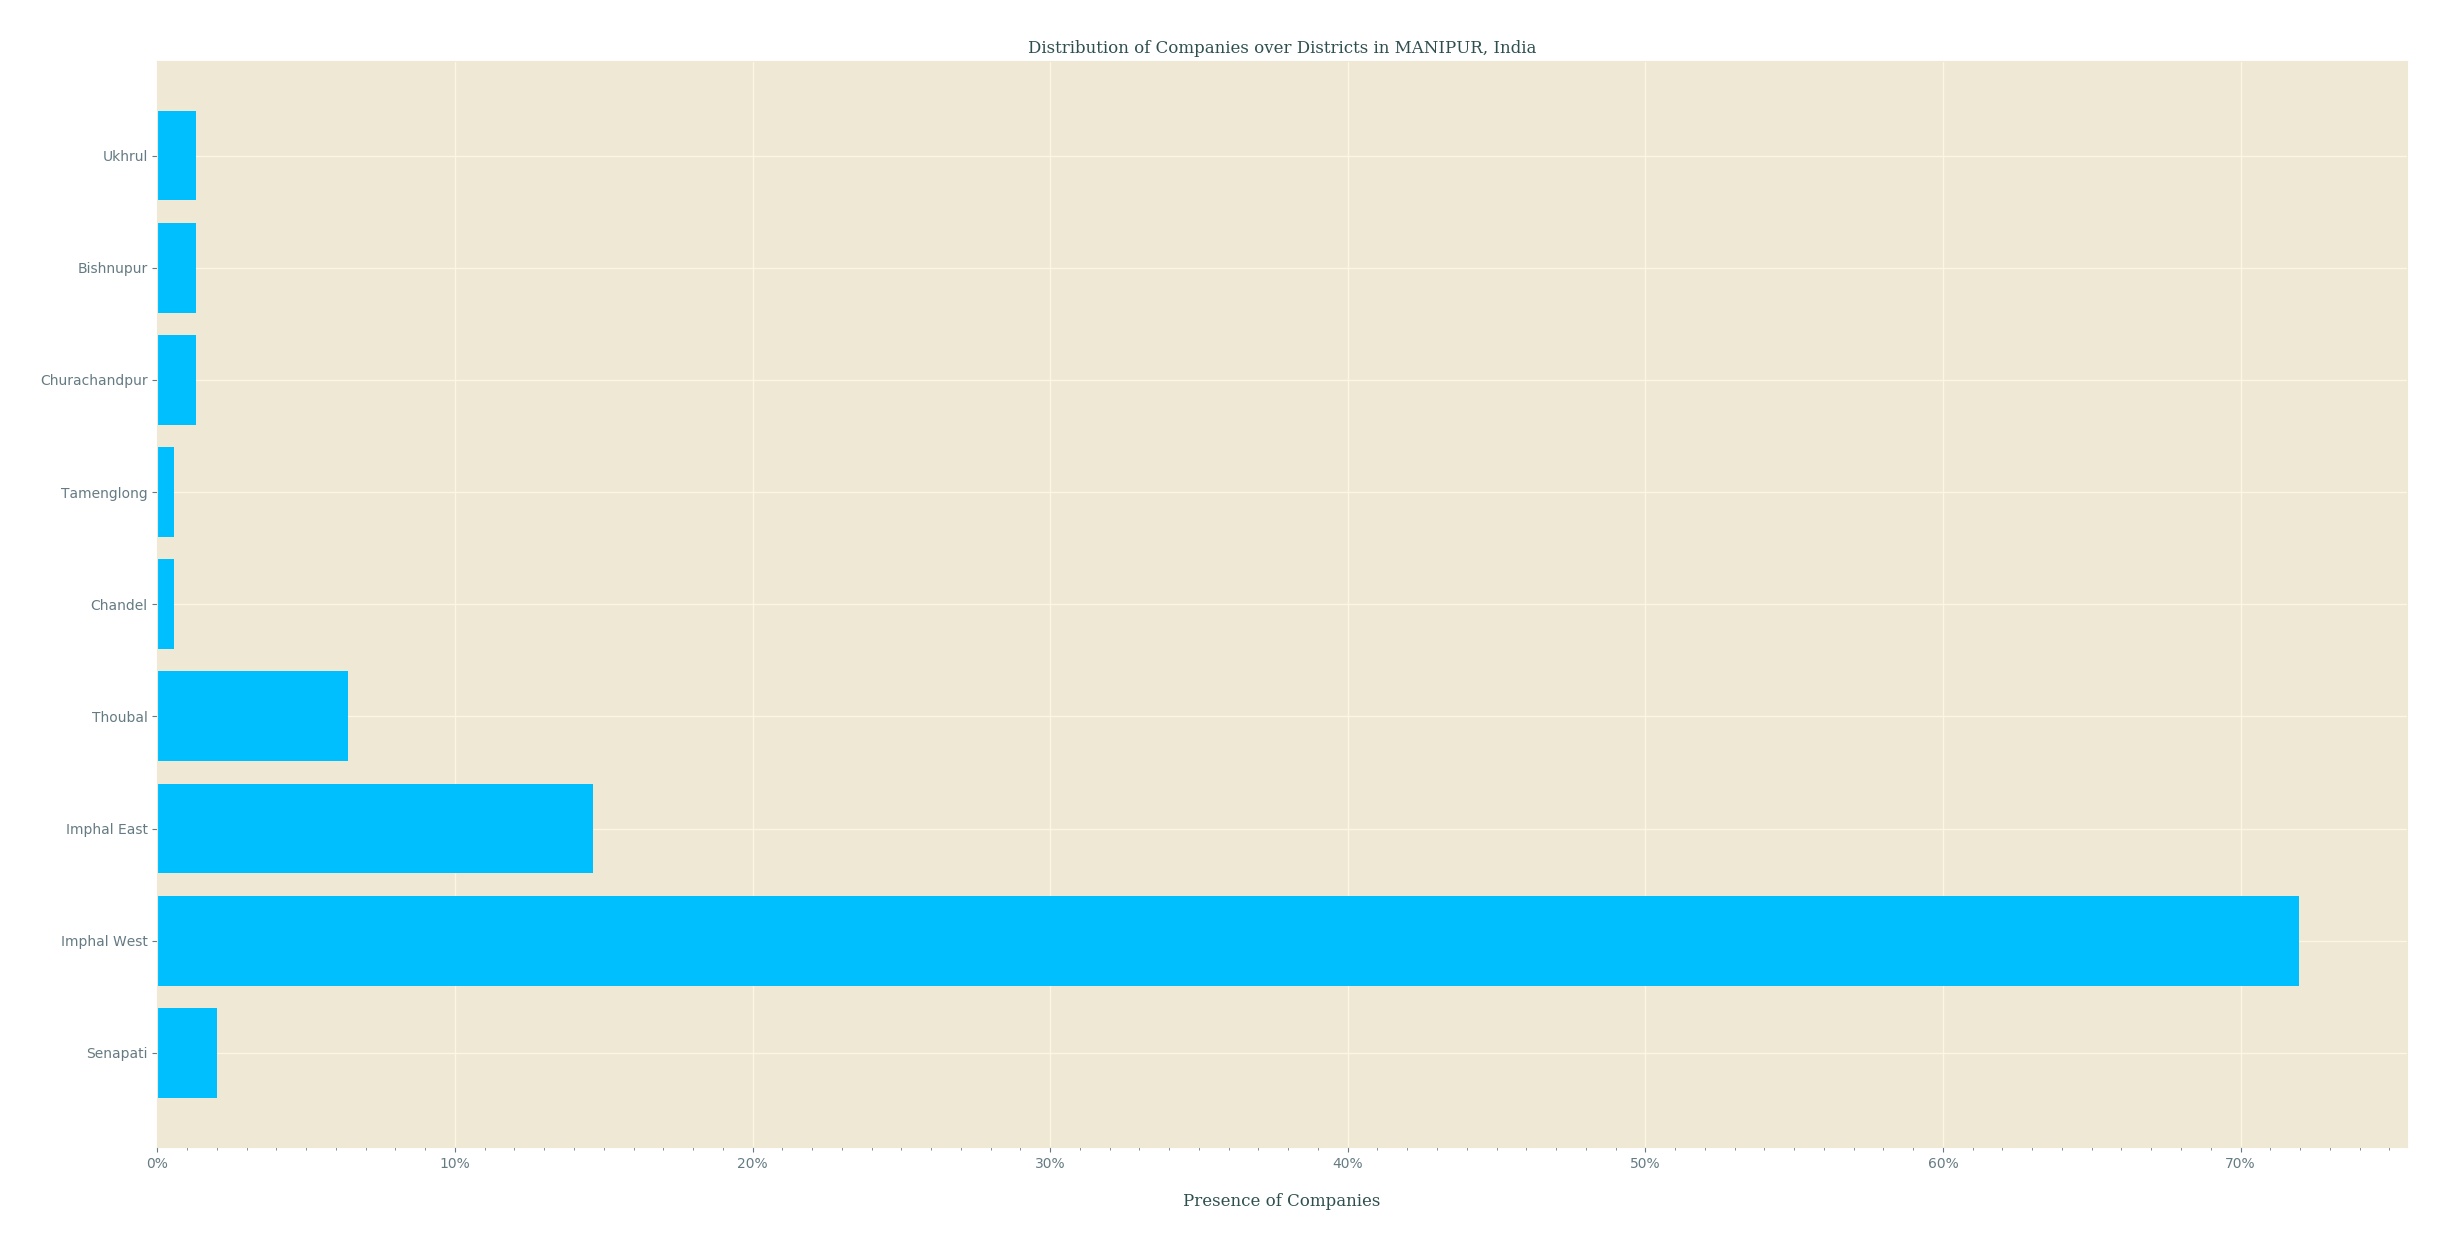 Distribution of Companies over Districts in MANIPUR, India
Ukhrul
Bishnupur
Churachandpur
Tamenglong
Chandel
Thoubal
Imphal East
Imphal West
Senapati
0% 10% 20% 30% 40% 50% 60% 70%
Presence of Companies